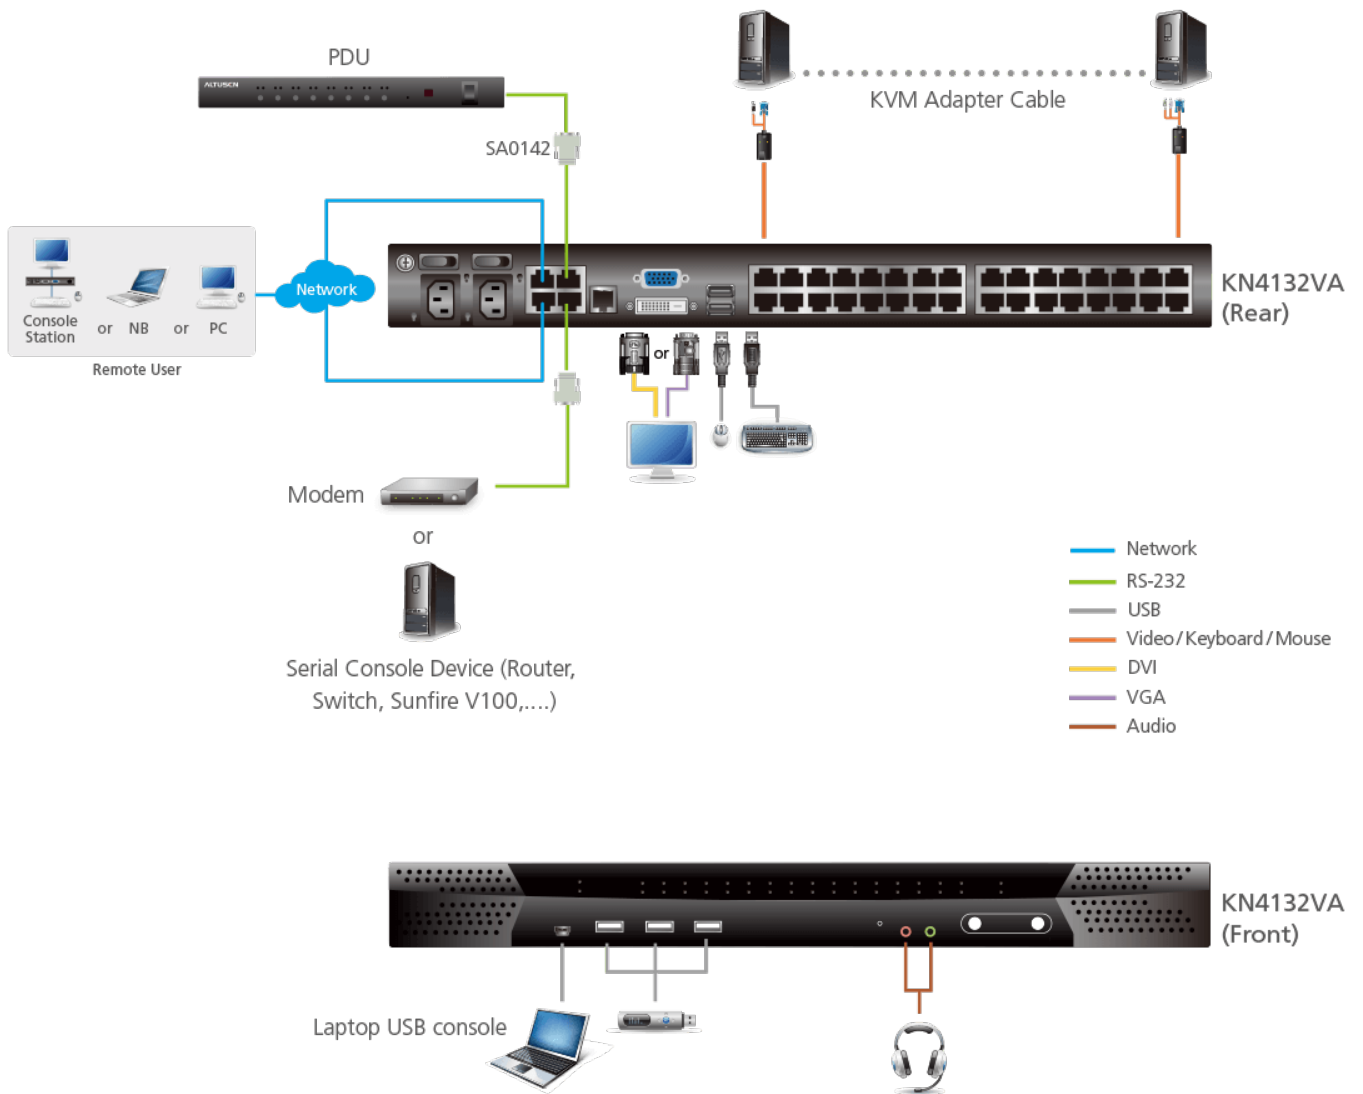 PDU
ALTUSEN
KVM Adapter Cable
SA0142
Network
Console
Station
or
NB
or
PC
Remote User
KN4132VA
(Rear)
or
Modem
or
Serial Console Device (Router,
Switch, Sunfire V100,....)
Network
RS-232
USB
Video/Keyboard/Mouse
DVI
VGA
Audio
KN4132VA
(Front)
Laptop USB console